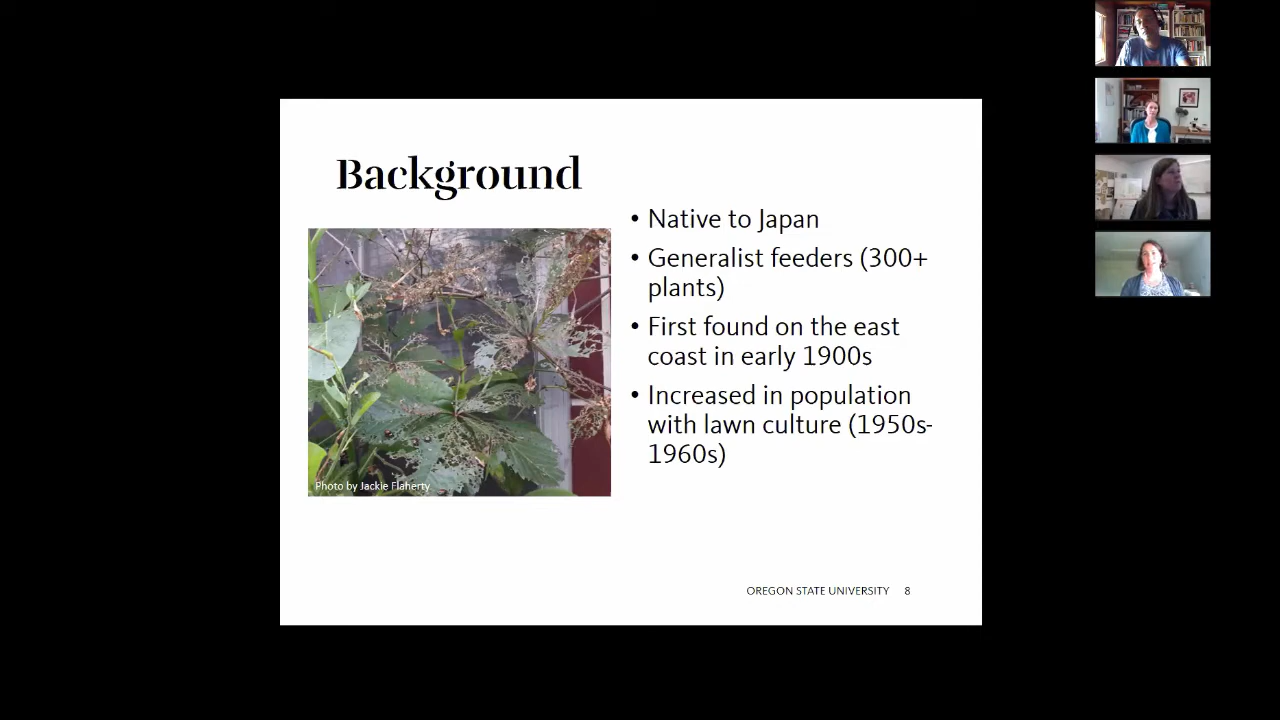 Background
• Native to Japan
• Generalist feeders (300+
plants)
• First found on the east
coast in early 1900s
• Increased in population
with lawn culture (1950s-
1960s)
Photo by Jackie Flaherty
OREGON STATE UNIVERSITY 8